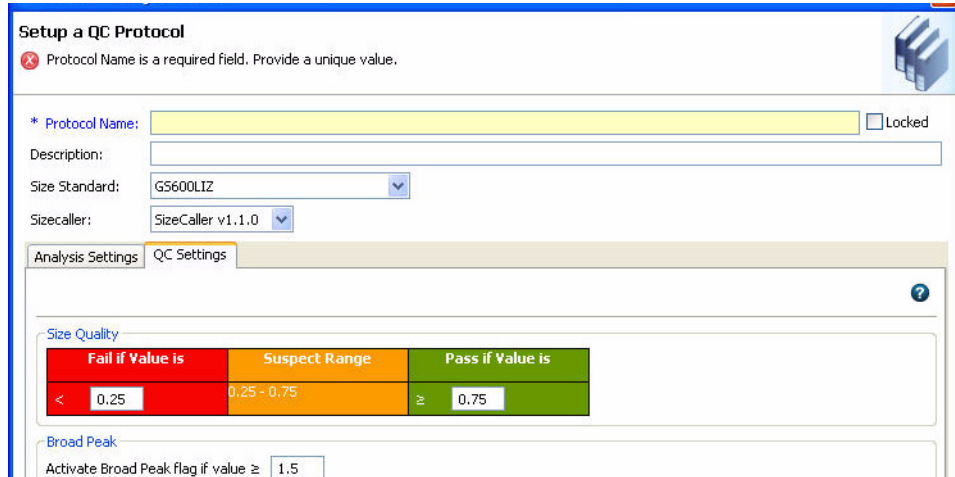 Setup a QC Protocol
Protocol Name is a required field. Provide a unique value.
* Protocol Name: Locked
Description:
Size Standard: GS600LIZ
Sizecaller: SizeCaller v1.1.0
Analysis Settings QC Settings
Size Quality
Fail if Value is Suspect Range Pass if Value is
< 0.25 0.25 - 0.75 ≥ 0.75
Broad Peak
Activate Broad Peak flag if value ≥ 1.5